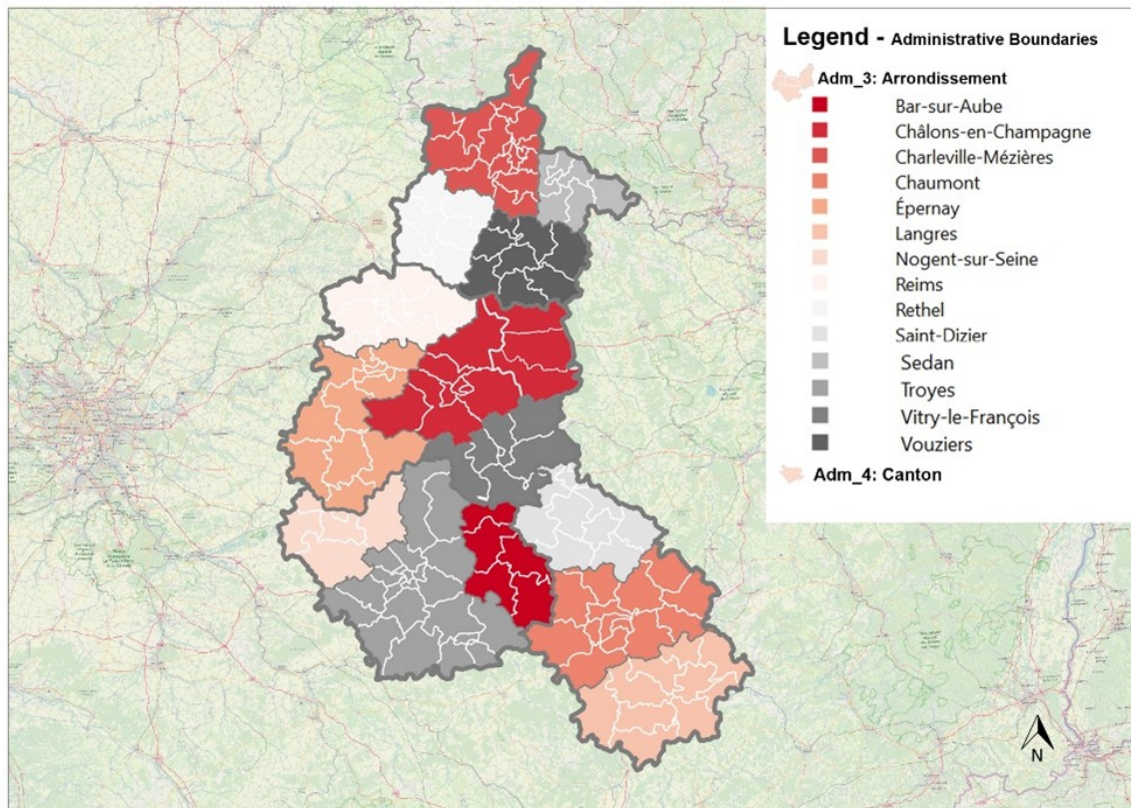 Legend - Administrative Boundaries
Adm_3: Arrondissement
Bar-sur-Aube
Châlons-en-Champagne
Charleville-Mézières
Chaumont
Épernay
Langres
Nogent-sur-Seine
Reims
Rethel
Saint-Dizier
Sedan
Troyes
Vitry-le-François
Vouziers
Adm_4: Canton
N